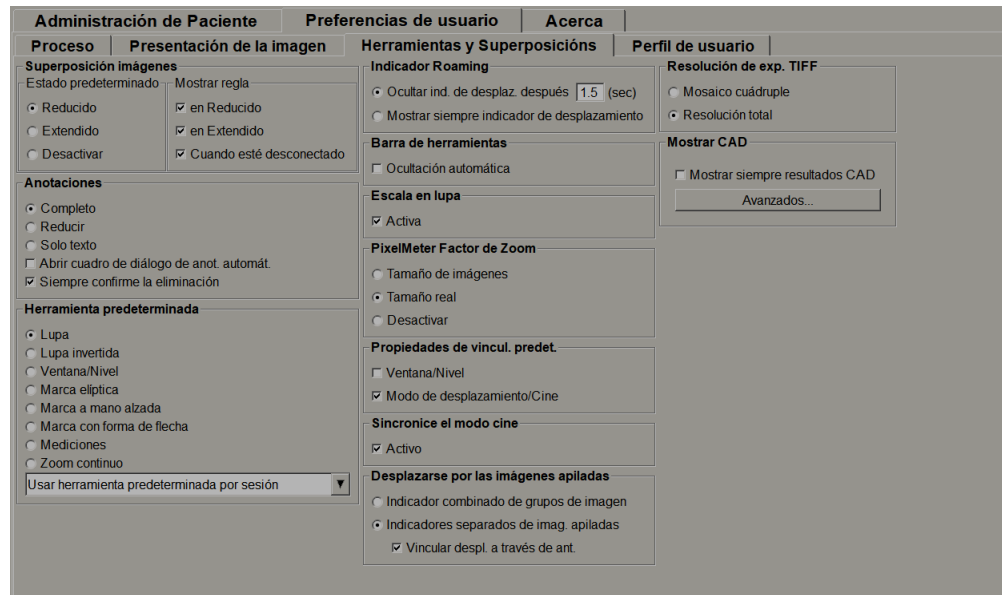 Administración de Paciente
Preferencias de usuario
Acerca
Proceso
Presentación de la imagen
Herramientas y Superposicións
Perfil de usuario
Superposición imágenes
Estado predeterminado
Reducido
Extendido
Desactivar
Mostrar regla
en Reducido
en Extendido
Cuando esté desconectado
Anotaciones
Completo
Reducir
Solo texto
Abrir cuadro de diálogo de anot. automát.
Siempre confirme la eliminación
Herramienta predeterminada
Lupa
Lupa invertida
Ventana/Nivel
Marca elíptica
Marca a mano alzada
Marca con forma de flecha
Mediciones
Zoom continuo
Usar herramienta predeterminada por sesión
Indicador Roaming
Ocultar ind. de desplaz. después 1.5 (sec)
Mostrar siempre indicador de desplazamiento
Barra de herramientas
Ocultación automática
Escala en lupa
Activa
PixelMeter Factor de Zoom
Tamaño de imágenes
Tamaño real
Desactivar
Propiedades de vincul. predet.
Ventana/Nivel
Modo de desplazamiento/Cine
Sincronice el modo cine
Activo
Desplazarse por las imágenes apiladas
Indicador combinado de grupos de imagen
Indicadores separados de imag. apiladas
Vincular despl. a través de ant.
Resolución de exp. TIFF
Mosaico cuádruple
Resolución total
Mostrar CAD
Mostrar siempre resultados CAD
Avanzados...